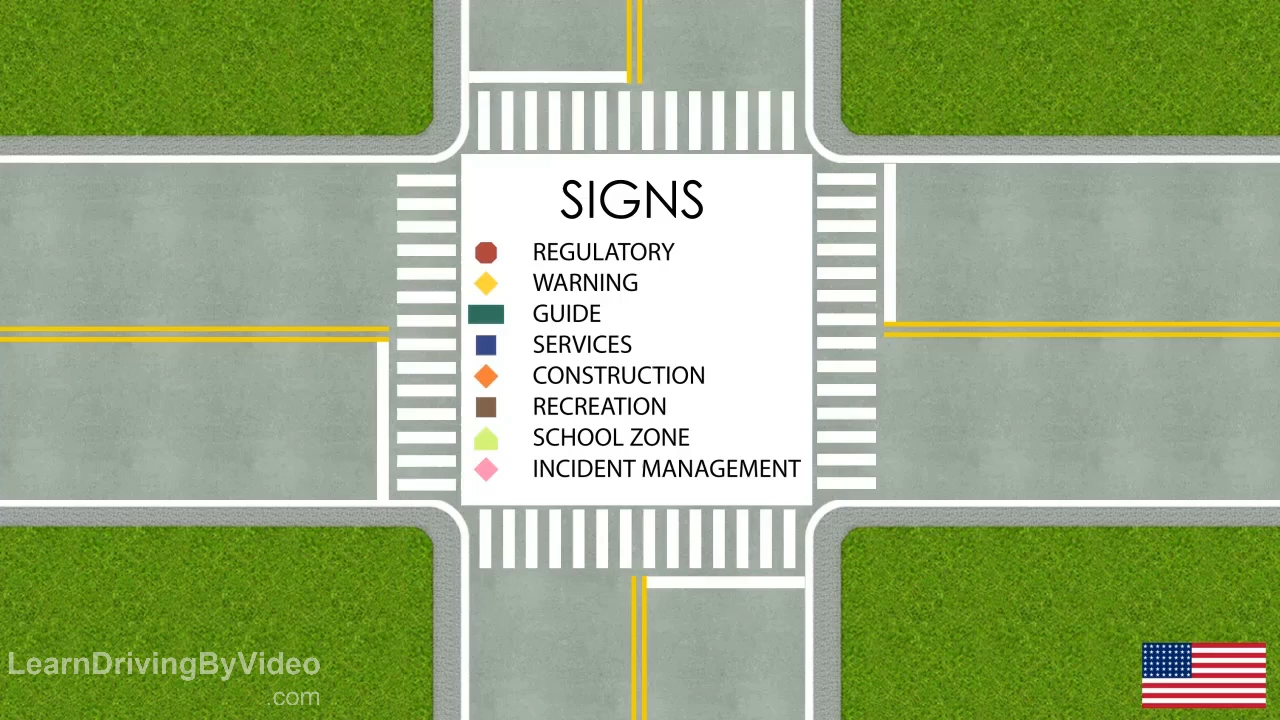 SIGNS
REGULATORY
WARNING
GUIDE
SERVICES
CONSTRUCTION
RECREATION
SCHOOL ZONE
INCIDENT MANAGEMENT
LearnDrivingByVideo
.com